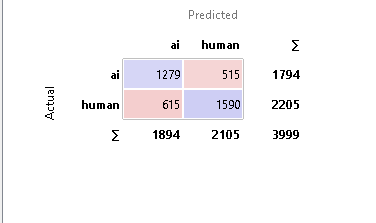 Predicted
ai human Σ
ai 1279 515 1794
Actual
human 615 1590 2205
Σ 1894 2105 3999